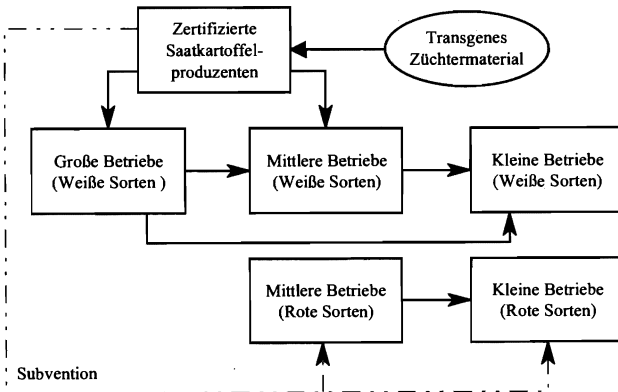 Zertifizierte
Saatkartoffel-
produzenten
Transgenes
Züchtermaterial
Große Betriebe
(Weiße Sorten )
Mittlere Betriebe
(Weiße Sorten)
Kleine Betriebe
(Weiße Sorten)
Mittlere Betriebe
(Rote Sorten)
Kleine Betriebe
(Rote Sorten)
Subvention